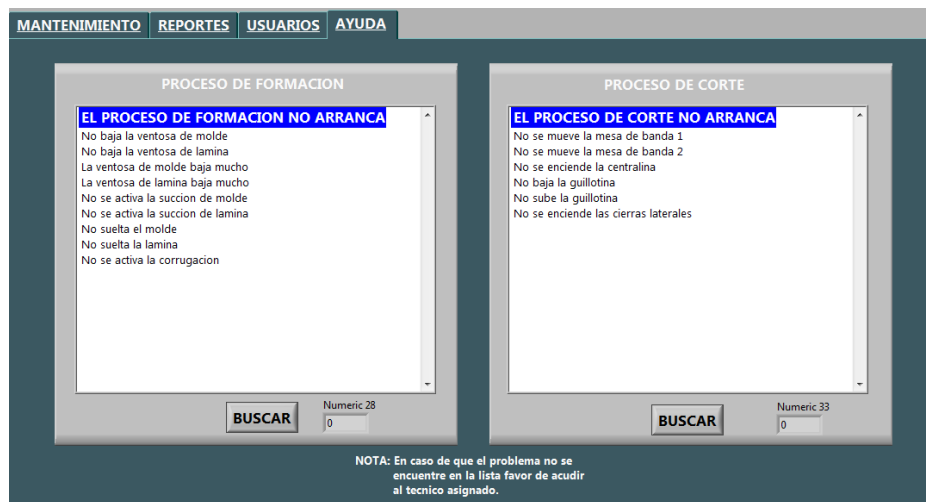 MANTENIMIENTO REPORTES USUARIOS AYUDA
PROCESO DE FORMACION
EL PROCESO DE FORMACION NO ARRANCA
No baja la ventosa de molde
No baja la ventosa de lamina
La ventosa de molde baja mucho
La ventosa de lamina baja mucho
No se activa la succion de molde
No se activa la succion de lamina
No suelta el molde
No suelta la lamina
No se activa la corrugacion
BUSCAR
Numeric 28
0
PROCESO DE CORTE
EL PROCESO DE CORTE NO ARRANCA
No se mueve la mesa de banda 1
No se mueve la mesa de banda 2
No se enciende la centralina
No baja la guillotina
No sube la guillotina
No se enciende las cierras laterales
BUSCAR
Numeric 33
0
NOTA: En caso de que el problema no se
encuentre en la lista favor de acudir
al tecnico asignado.